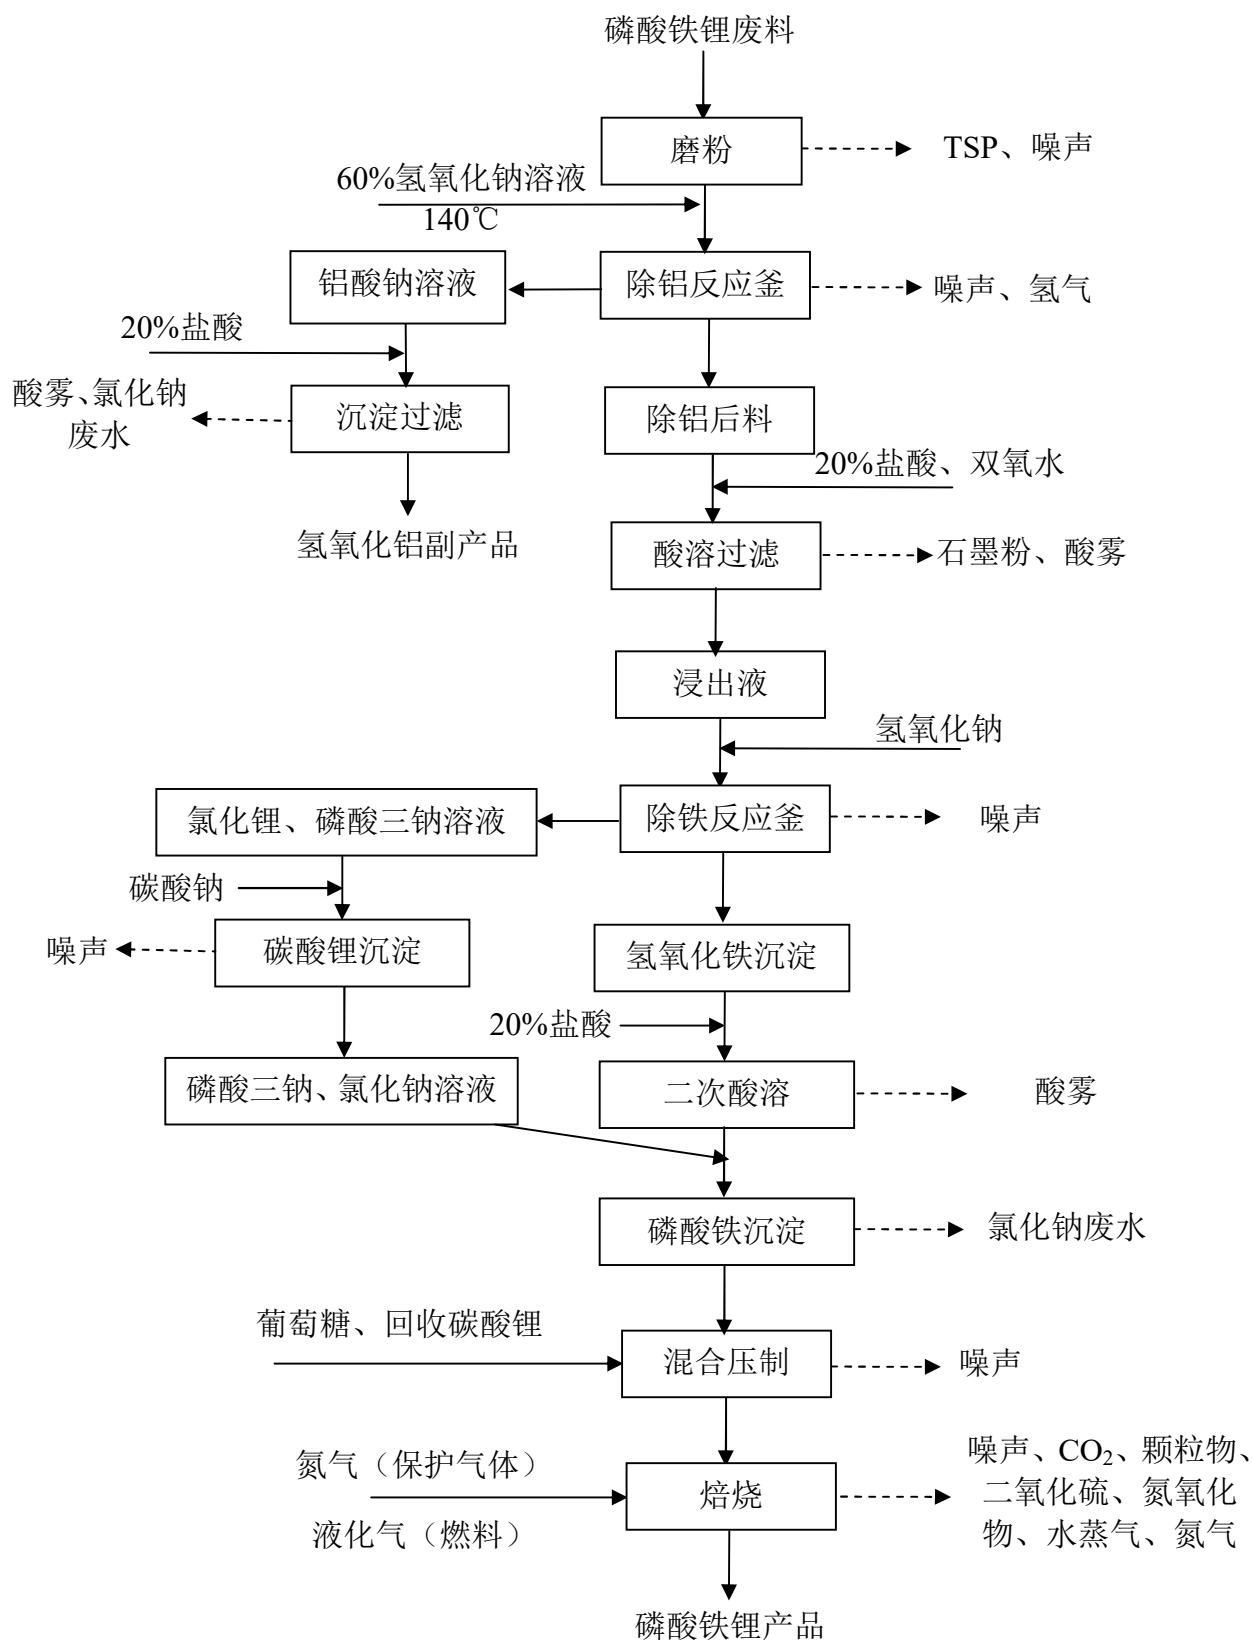 磷酸铁锂废料
磨粉
TSP、噪声
60%氢氧化钠溶液
140℃
铝酸钠溶液
除铝反应釜
噪声、氢气
20%盐酸
酸雾、氯化钠
废水
沉淀过滤
除铝后料
20%盐酸、双氧水
氢氧化铝副产品
酸溶过滤
石墨粉、酸雾
浸出液
氢氧化钠
氯化锂、磷酸三钠溶液
除铁反应釜
噪声
碳酸钠
噪声
碳酸锂沉淀
氢氧化铁沉淀
20%盐酸
磷酸三钠、氯化钠溶液
二次酸溶
酸雾
磷酸铁沉淀
氯化钠废水
葡萄糖、回收碳酸锂
混合压制
噪声
氮气（保护气体）
液化气（燃料）
焙烧
噪声、CO₂、颗粒物、
二氧化硫、氮氧化
物、水蒸气、氮气
磷酸铁锂产品